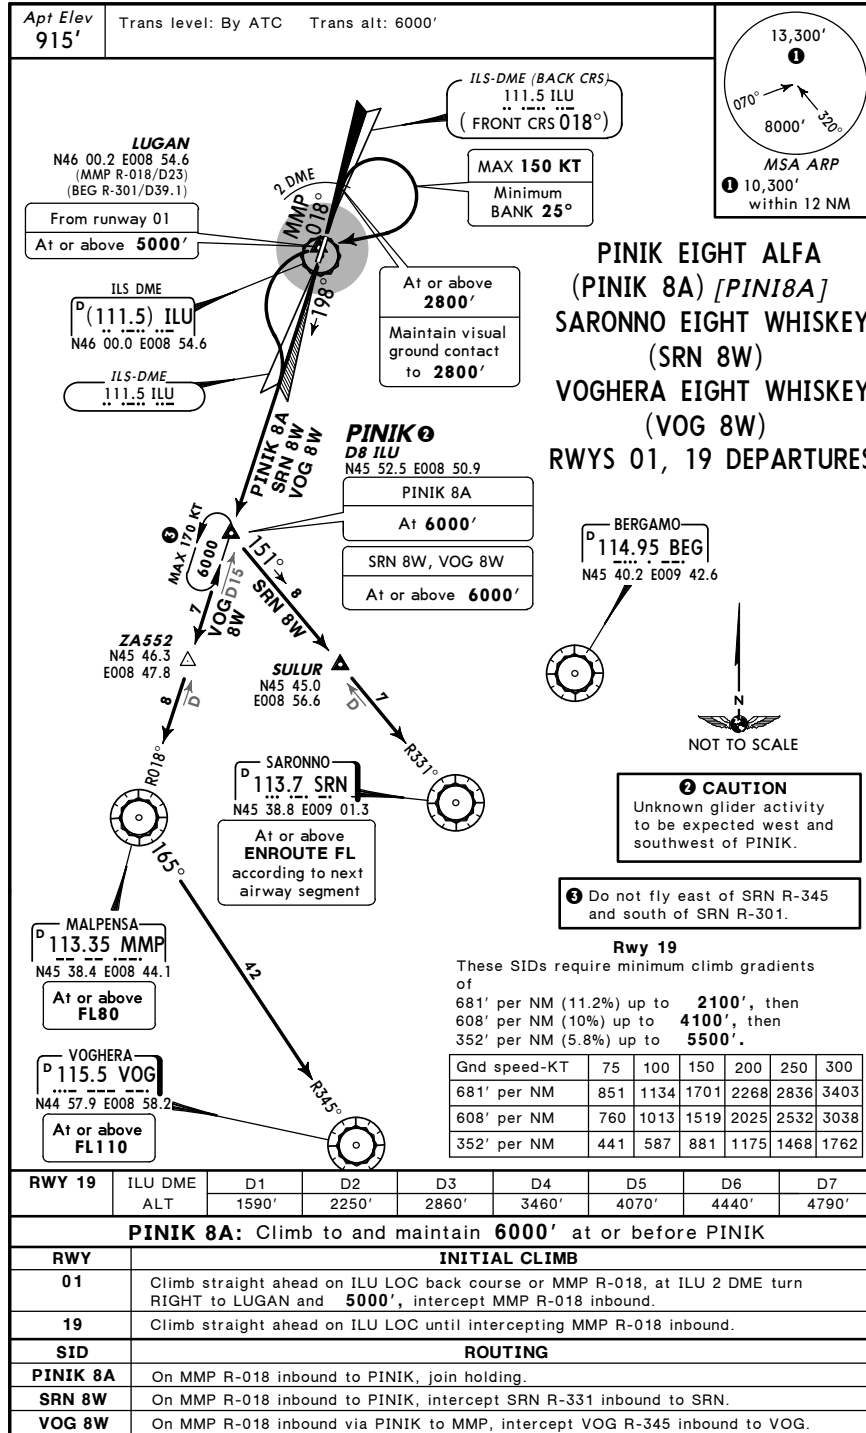 Apt Elev
915'
Trans level: By ATC Trans alt: 6000'
13,300'
❶
070°
320°
8000'
MSA ARP
❶ 10,300'
within 12 NM
ILS-DME (BACK CRS)
111.5 ILU
(FRONT CRS 018°)
LUGAN
N46 00.2 E008 54.6
(MMP R-018/D23)
(BEG R-301/D39.1)
From runway 01
At or above 5000'
2 DME
MMP
018°
MAX 150 KT
Minimum
BANK 25°
ILS DME
D (111.5) ILU
N46 00.0 E008 54.6
198°
At or above
2800'
Maintain visual
ground contact
to 2800'
ILS-DME
111.5 ILU
PINIK EIGHT ALFA
(PINIK 8A) [PINI8A]
SARONNO EIGHT WHISKEY
(SRN 8W)
VOGHERA EIGHT WHISKEY
(VOG 8W)
RWYS 01, 19 DEPARTURES
PINIK 8A
SRN 8W
VOG 8W
PINIK ❷
D8 ILU
N45 52.5 E008 50.9
PINIK 8A
At 6000'
SRN 8W, VOG 8W
At or above 6000'
❸
MAX 170 KT
6000
151°
8
SRN 8W
7
VOG
8W
D15
BERGAMO
D 114.95 BEG
N45 40.2 E009 42.6
ZA552
N45 46.3
E008 47.8
8
D
SULUR
N45 45.0
E008 56.6
7
D
R018°
R331°
N
NOT TO SCALE
SARONNO
D 113.7 SRN
N45 38.8 E009 01.3
At or above
ENROUTE FL
according to next
airway segment
❷ CAUTION
Unknown glider activity
to be expected west and
southwest of PINIK.
❸ Do not fly east of SRN R-345
and south of SRN R-301.
165°
42
R345°
MALPENSA
D 113.35 MMP
N45 38.4 E008 44.1
At or above
FL80
VOGHERA
D 115.5 VOG
N44 57.9 E008 58.2
At or above
FL110
Rwy 19
These SIDs require minimum climb gradients
of
681' per NM (11.2%) up to 2100', then
608' per NM (10%) up to 4100', then
352' per NM (5.8%) up to 5500'.
Gnd speed-KT 75 100 150 200 250 300
681' per NM 851 1134 1701 2268 2836 3403
608' per NM 760 1013 1519 2025 2532 3038
352' per NM 441 587 881 1175 1468 1762
RWY 19 ILU DME D1 D2 D3 D4 D5 D6 D7
ALT 1590' 2250' 2860' 3460' 4070' 4440' 4790'
PINIK 8A: Climb to and maintain 6000' at or before PINIK
RWY INITIAL CLIMB
01 Climb straight ahead on ILU LOC back course or MMP R-018, at ILU 2 DME turn
RIGHT to LUGAN and 5000', intercept MMP R-018 inbound.
19 Climb straight ahead on ILU LOC until intercepting MMP R-018 inbound.
SID ROUTING
PINIK 8A On MMP R-018 inbound to PINIK, join holding.
SRN 8W On MMP R-018 inbound to PINIK, intercept SRN R-331 inbound to SRN.
VOG 8W On MMP R-018 inbound via PINIK to MMP, intercept VOG R-345 inbound to VOG.